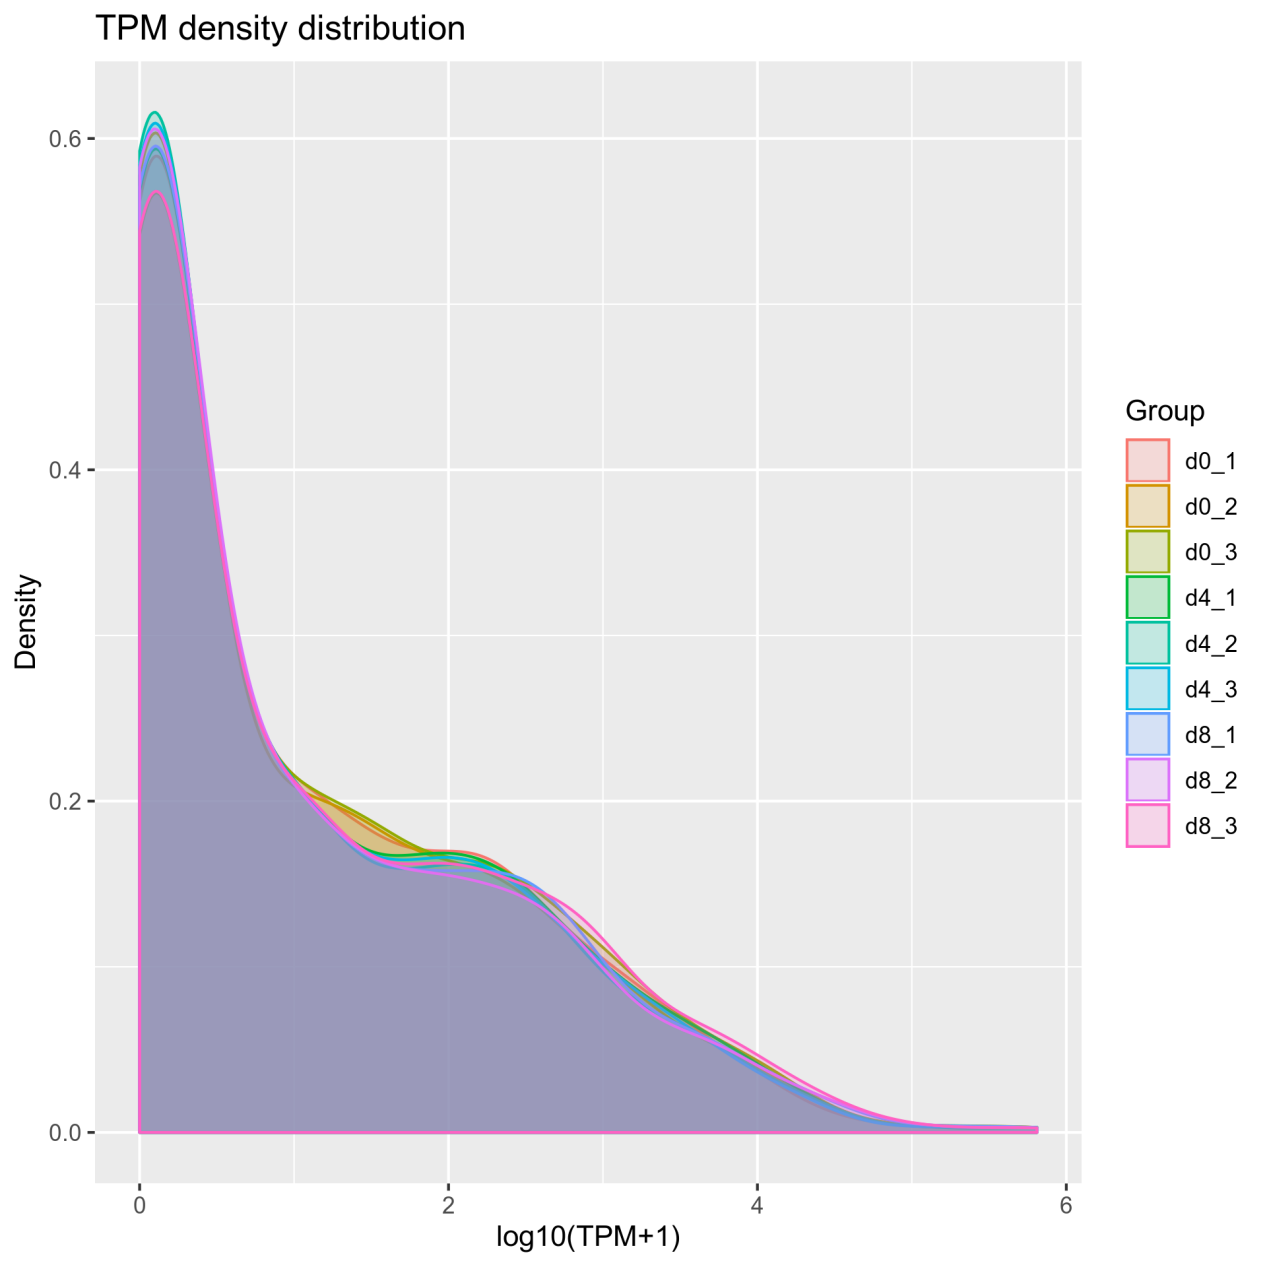 TPM density distribution
0.6
0.4
0.2
0.0
Density
0
2
4
6
log10(TPM+1)
Group
d0_1
d0_2
d0_3
d4_1
d4_2
d4_3
d8_1
d8_2
d8_3